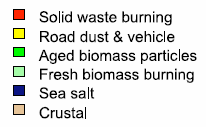 Solid waste burning
Road dust & vehicle
Aged biomass particles
Fresh biomass burning
Sea salt
Crustal